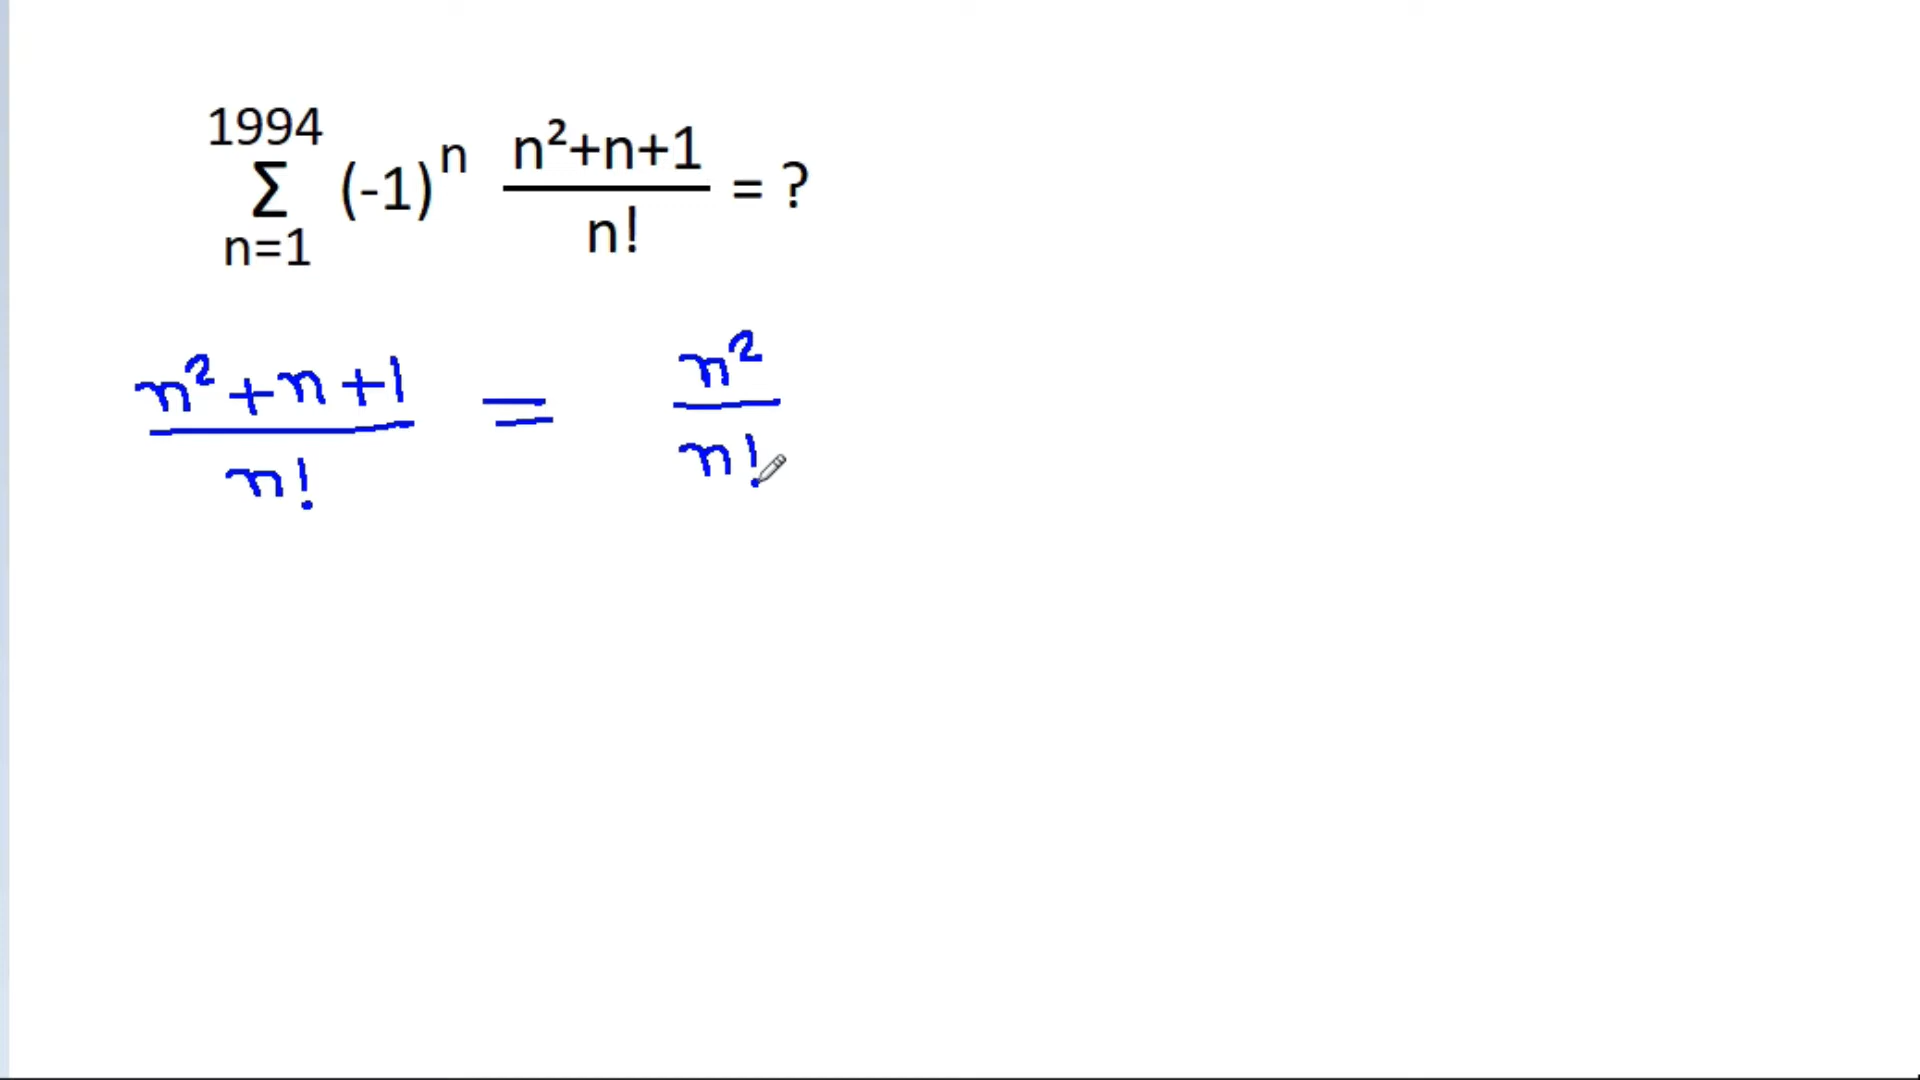 1994
Σ (-1)ⁿ n²+n+1 = ?
n=1 n!
n²+n+1 = n²
n! n!